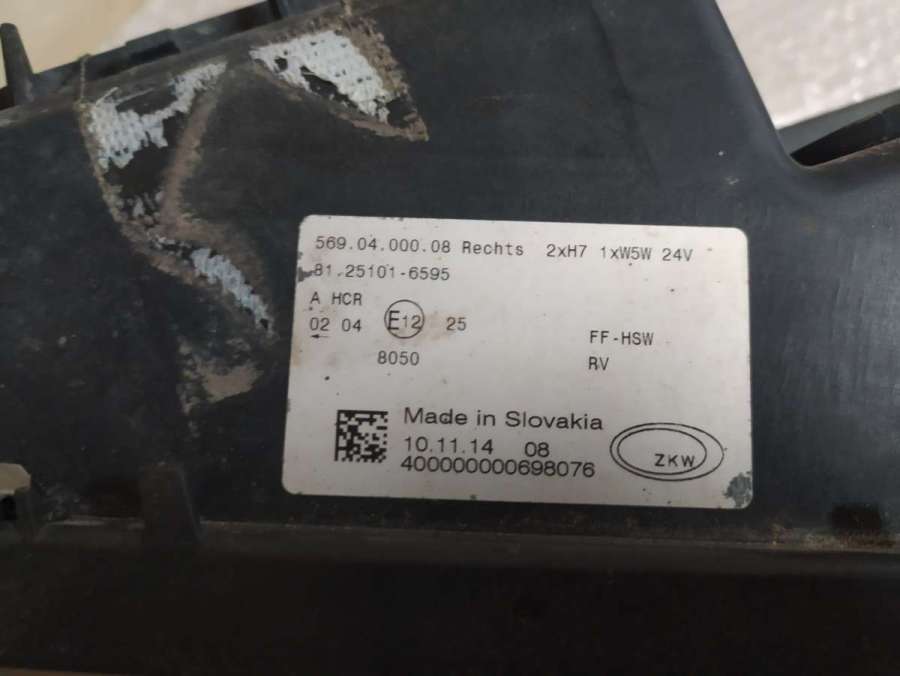 569.04.000.08 Rechts 2xH7 1xW5W 24V
81.25101-6595
A HCR
02 04 E12 25
FF-HSW
8050
RV
Made in Slovakia
10.11.14 08
400000000698076
ZKW